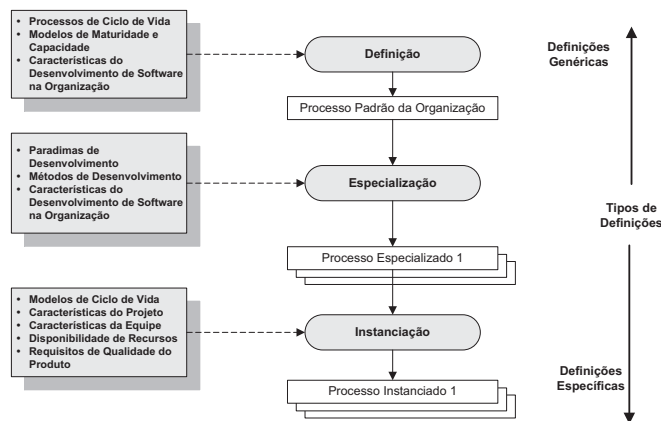 • Processos de Ciclo de Vida
• Modelos de Maturidade e
Capacidade
• Características do
Desenvolvimento de Software
na Organização
Definição
Processo Padrão da Organização
Definições
Genéricas
• Paradimas de
Desenvolvimento
• Métodos de Desenvolvimento
• Características do
Desenvolvimento de Software
na Organização
Especialização
Processo Especializado 1
Tipos de
Definições
• Modelos de Ciclo de Vida
• Características do Projeto
• Características da Equipe
• Disponibilidade de Recursos
• Requisitos de Qualidade do
Produto
Instanciação
Processo Instanciado 1
Definições
Específicas